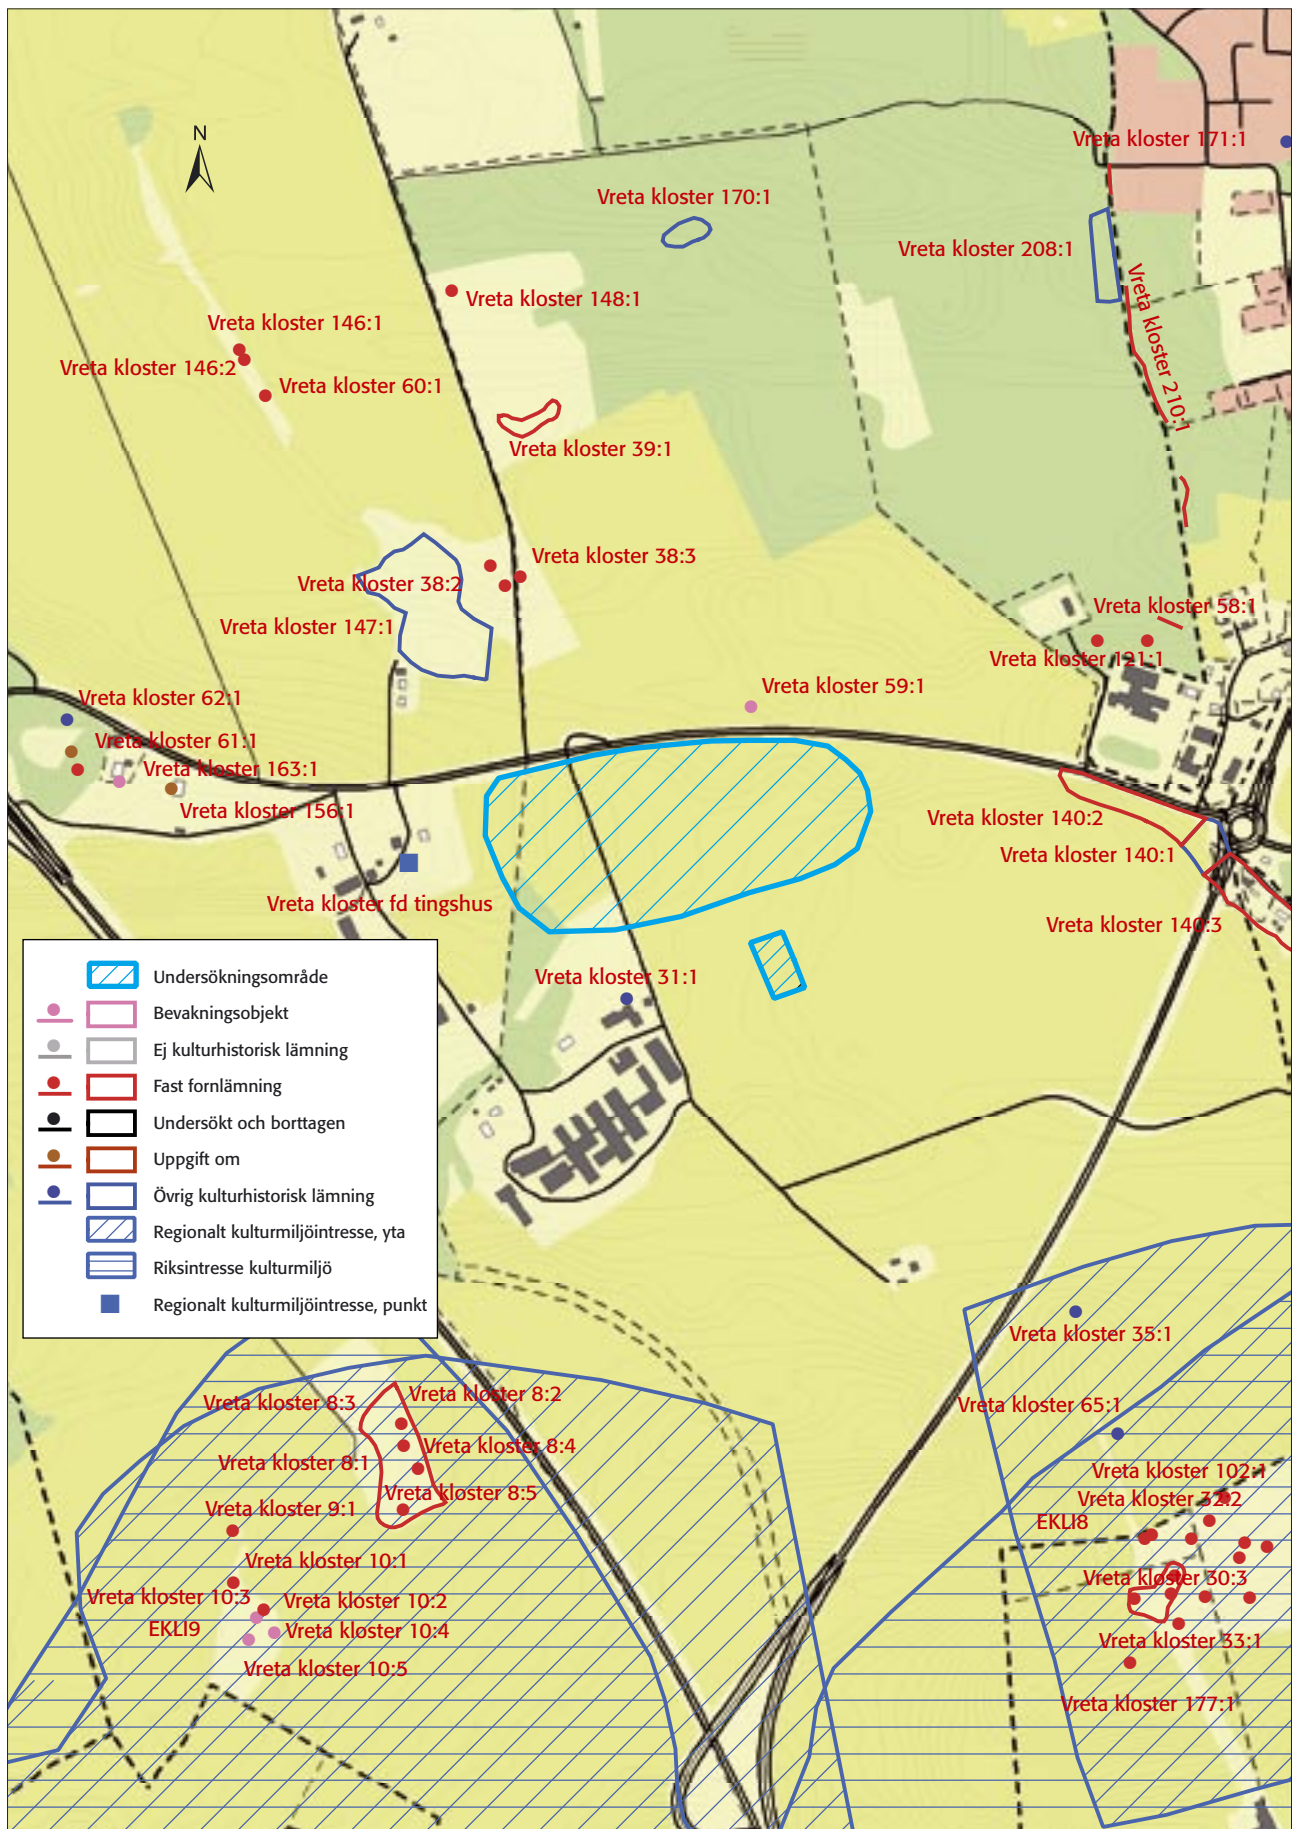 N
Vreta kloster 171:1
Vreta kloster 170:1
Vreta kloster 208:1
Vreta kloster 148:1
Vreta kloster 210:1
Vreta kloster 146:1
Vreta kloster 146:2
Vreta kloster 60:1
Vreta kloster 39:1
Vreta kloster 38:3
Vreta kloster 38:2
Vreta kloster 147:1
Vreta kloster 58:1
Vreta kloster 121:1
Vreta kloster 59:1
Vreta kloster 62:1
Vreta kloster 61:1
Vreta kloster 163:1
Vreta kloster 156:1
Vreta kloster 140:2
Vreta kloster 140:1
Vreta kloster fd tingshus
Vreta kloster 140:3
Vreta kloster 31:1
Undersökningsområde
Bevakningsobjekt
Ej kulturhistorisk lämning
Fast fornlämning
Undersökt och borttagen
Uppgift om
Övrig kulturhistorisk lämning
Regionalt kulturmiljöintresse, yta
Riksintresse kulturmiljö
Regionalt kulturmiljöintresse, punkt
Vreta kloster 35:1
Vreta kloster 65:1
Vreta kloster 8:3
Vreta kloster 8:2
Vreta kloster 8:4
Vreta kloster 8:1
Vreta kloster 8:5
Vreta kloster 9:1
Vreta kloster 102:1
Vreta kloster 32:2
EKLI8
Vreta kloster 10:1
Vreta kloster 10:3
Vreta kloster 10:2
EKLI9
Vreta kloster 10:4
Vreta kloster 10:5
Vreta kloster 30:3
Vreta kloster 33:1
Vreta kloster 177:1